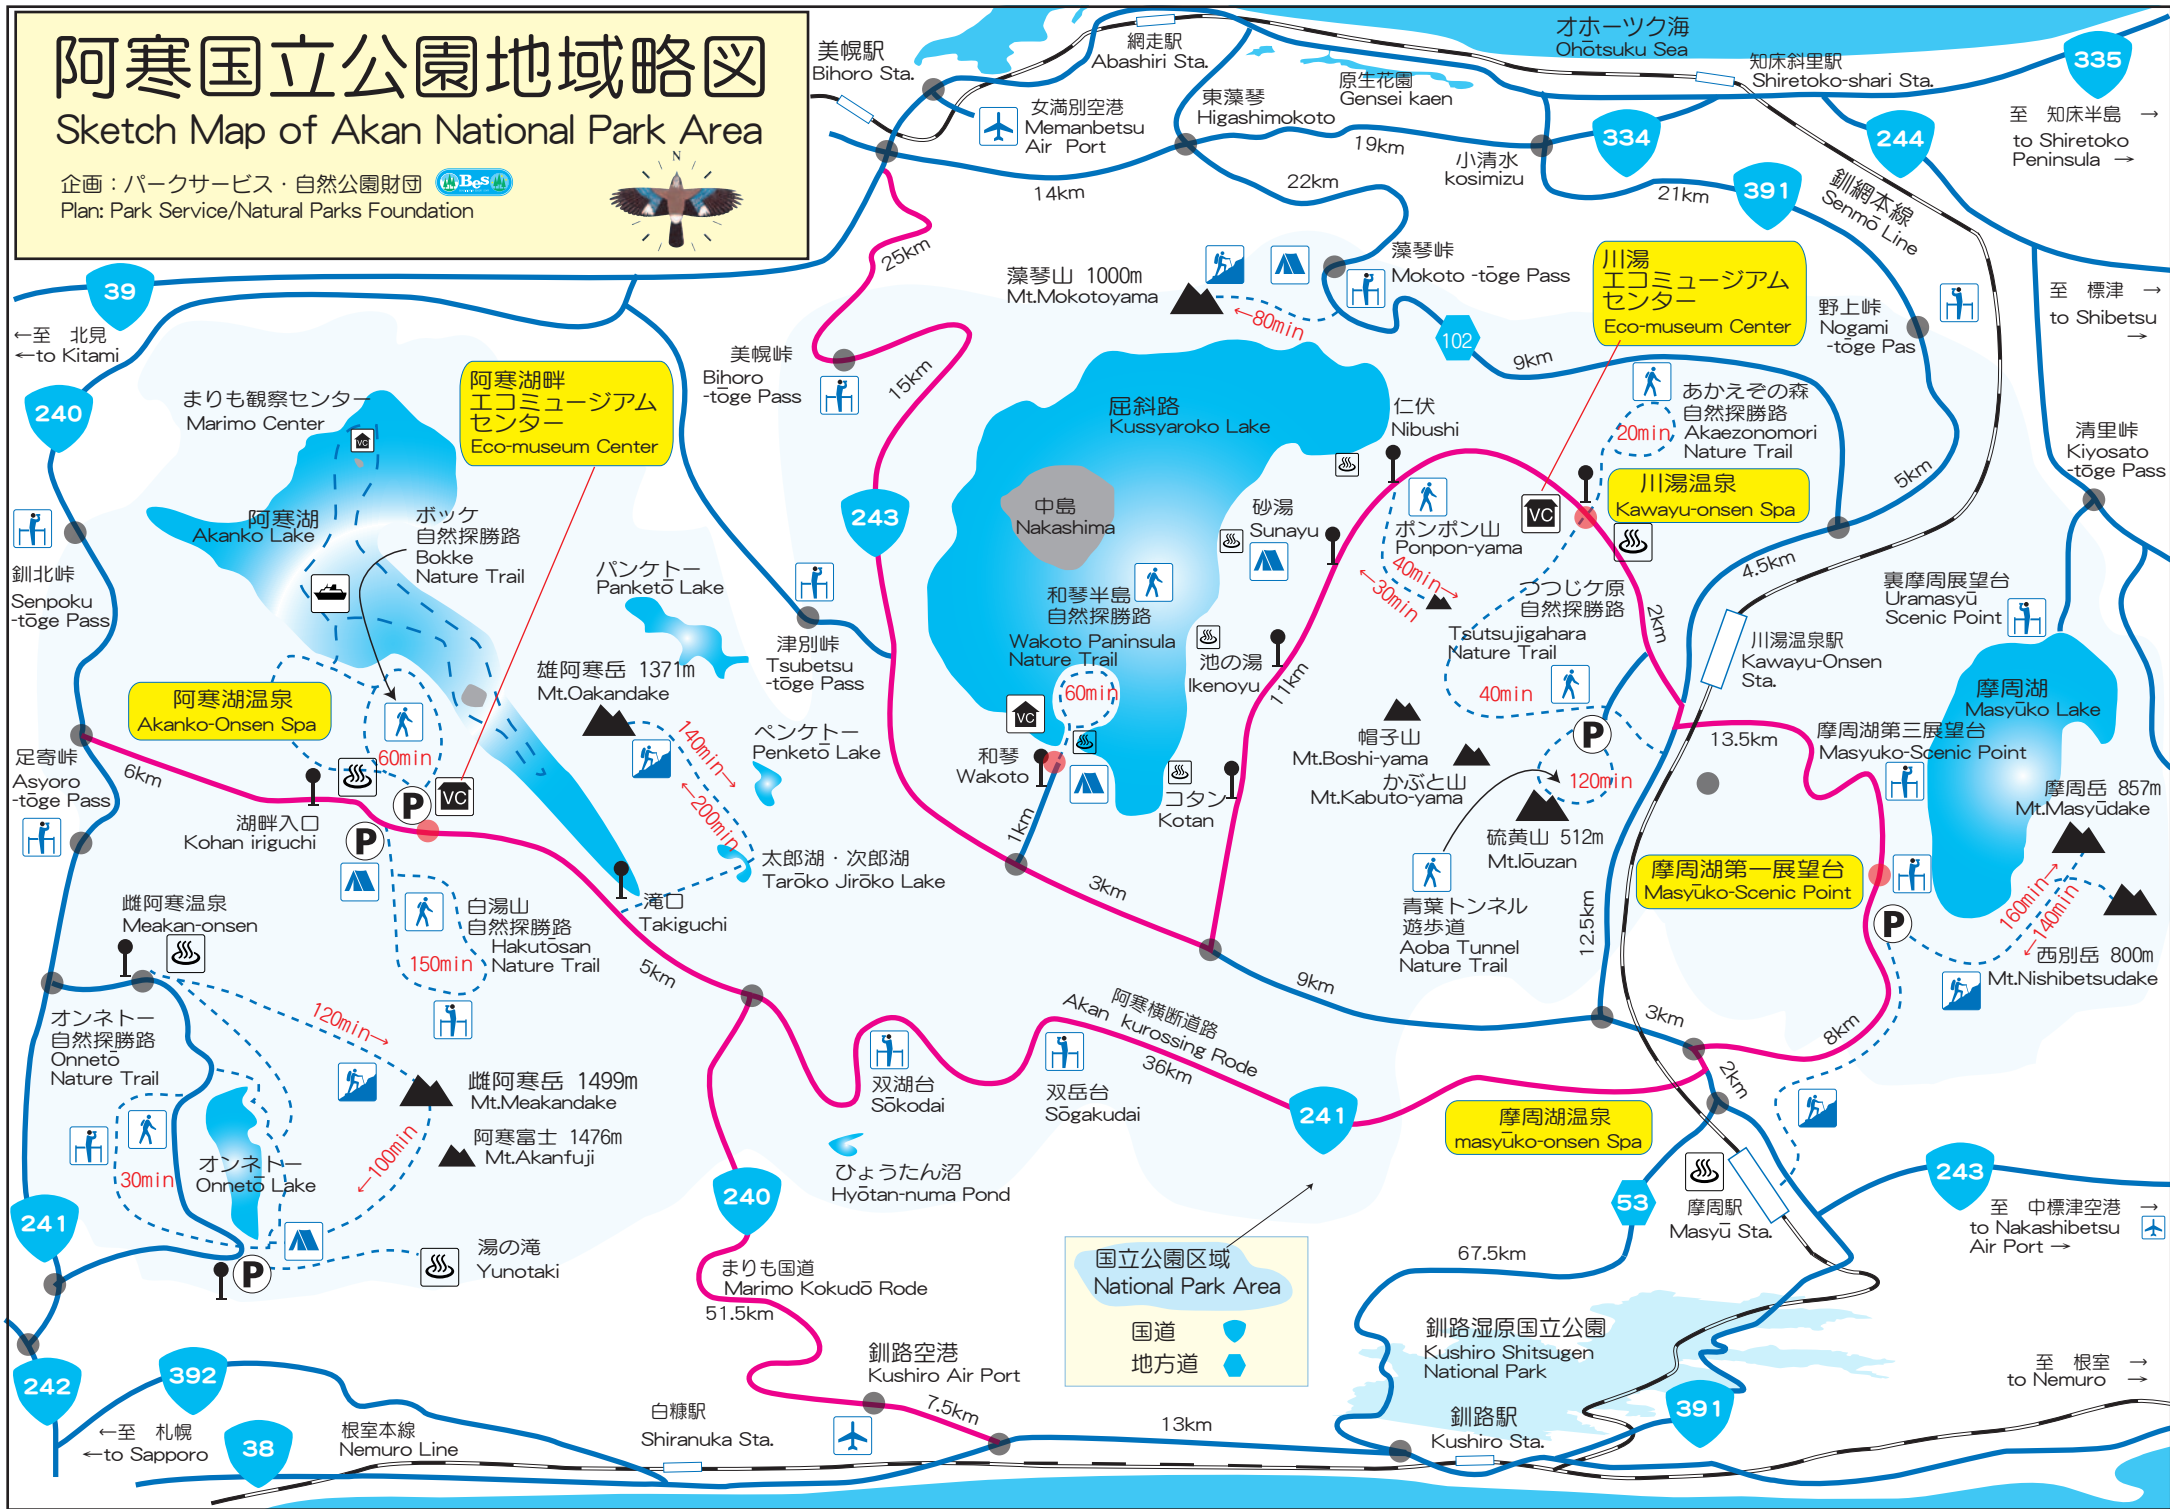 阿寒国立公園地域略図
Sketch Map of Akan National Park Area
企画：パークサービス・自然公園財団
Bes
Plan: Park Service/Natural Parks Foundation
N
美幌駅
Bihoro Sta.
網走駅
Abashiri Sta.
オホーツク海
Ohōtsuku Sea
知床斜里駅
Shiretoko-shari Sta.
335
原生花園
Gensei kaen
女満別空港
Memanbetsu
Air Port
東藻琴
Higashimokoto
至 知床半島 →
to Shiretoko
Peninsula →
334
244
19km
小清水
kosimizu
14km
22km
21km
391
釧網本線
Senmō Line
25km
39
←至 北見
←to Kitami
藻琴山 1000m
Mt.Mokotoyama
←80min
藻琴峠
Mokoto -tōge Pass
川湯
エコミュージアム
センター
Eco-museum Center
野上峠
Nogami
-tōge Pas
至 標津 →
to Shibetsu
→
102
9km
美幌峠
Bihoro
-tōge Pass
15km
240
まりも観察センター
Marimo Center
VC
阿寒湖畔
エコミュージアム
センター
Eco-museum Center
屈斜路
Kussyaroko Lake
仁伏
Nibushi
あかえぞの森
自然探勝路
Akaezonomori
Nature Trail
20min
清里峠
Kiyosato
-tōge Pass
5km
川湯温泉
Kawayu-onsen Spa
VC
中島
Nakashima
砂湯
Sunayu
ポンポン山
Ponpon-yama
40min→
←30min
243
阿寒湖
Akanko Lake
ボッケ
自然探勝路
Bokke
Nature Trail
釧北峠
Senpoku
-tōge Pass
パンケトー
Panketō Lake
津別峠
Tsubetsu
-tōge Pass
和琴半島
自然探勝路
Wakoto Paninsula
Nature Trail
60min
VC
池の湯
Ikenoyu
11km
つつじケ原
自然探勝路
Tsutsujigahara
Nature Trail
40min
2km
4.5km
裏摩周展望台
Uramasyū
Scenic Point
川湯温泉駅
Kawayu-Onsen
Sta.
摩周湖
Masyūko Lake
雄阿寒岳 1371m
Mt.Oakandake
140min→
←200min
ペンケトー
Penketō Lake
阿寒湖温泉
Akanko-Onsen Spa
60min
足寄峠
Asyoro
-tōge Pass
6km
P
VC
P
湖畔入口
Kohan iriguchi
和琴
Wakoto
1km
コタン
Kotan
帽子山
Mt.Boshi-yama
かぶと山
Mt.Kabuto-yama
P
120min
硫黄山 512m
Mt.Iōuzan
13.5km
摩周湖第三展望台
Masyuko-Scenic Point
摩周岳 857m
Mt.Masyūdake
太郎湖・次郎湖
Tarōko Jirōko Lake
滝口
Takiguchi
3km
摩周湖第一展望台
Masyūko-Scenic Point
P
160min→
←140min
西別岳 800m
Mt.Nishibetsudake
雌阿寒温泉
Meakan-onsen
白湯山
自然探勝路
Hakutōsan
Nature Trail
150min
5km
青葉トンネル
遊歩道
Aoba Tunnel
Nature Trail
12.5km
9km
3km
8km
2km
オンネトー
自然探勝路
Onnetō
Nature Trail
120min→
雌阿寒岳 1499m
Mt.Meakandake
阿寒富士 1476m
Mt.Akanfuji
←100min
30min
オンネトー
Onnetō Lake
阿寒横断道路
Akan kurossing Rode
36km
双湖台
Sōkodai
双岳台
Sōgakudai
241
摩周湖温泉
masyūko-onsen Spa
ひょうたん沼
Hyōtan-numa Pond
240
241
P
湯の滝
Yunotaki
53
摩周駅
Masyū Sta.
243
至 中標津空港 →
to Nakashibetsu
Air Port →
67.5km
国立公園区域
National Park Area
国道
地方道
まりも国道
Marimo Kokudō Rode
51.5km
釧路空港
Kushiro Air Port
7.5km
釧路湿原国立公園
Kushiro Shitsugen
National Park
至 根室 →
to Nemuro →
242
392
38
←至 札幌
←to Sapporo
根室本線
Nemuro Line
白糠駅
Shiranuka Sta.
13km
釧路駅
Kushiro Sta.
391